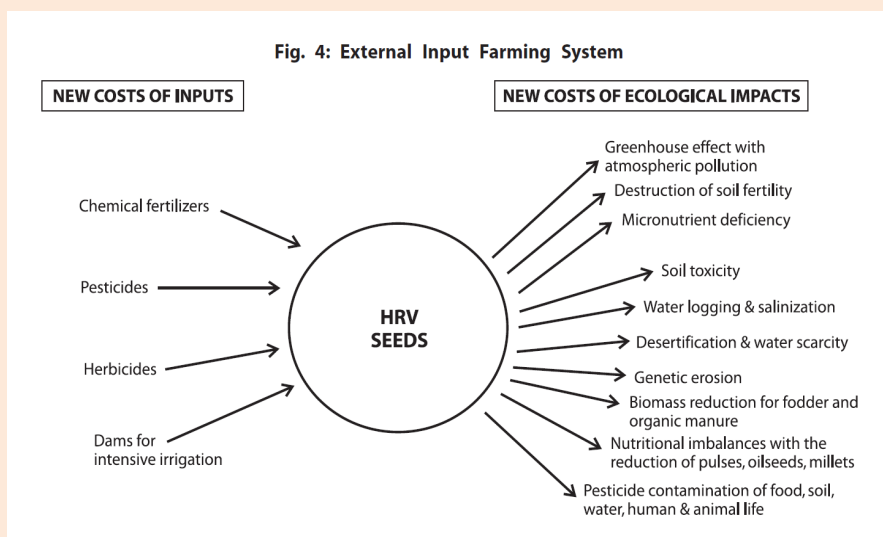 Fig. 4: External Input Farming System
NEW COSTS OF INPUTS
Chemical fertilizers
Pesticides
Herbicides
Dams for
intensive irrigation
HRV
SEEDS
NEW COSTS OF ECOLOGICAL IMPACTS
Greenhouse effect with
atmospheric pollution
Destruction of soil fertility
Micronutrient deficiency
Soil toxicity
Water logging & salinization
Desertification & water scarcity
Genetic erosion
Biomass reduction for fodder and
organic manure
Nutritional imbalances with the
reduction of pulses, oilseeds, millets
Pesticide contamination of food, soil,
water, human & animal life